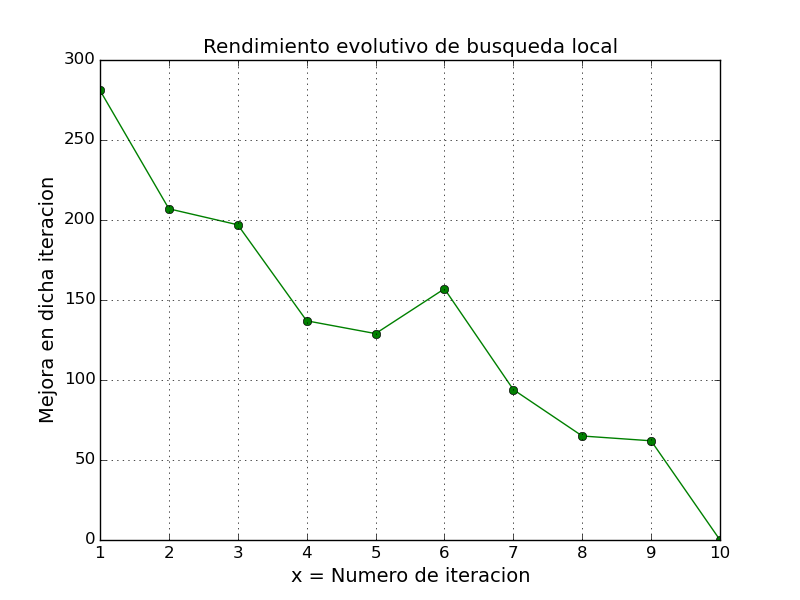 Rendimiento evolutivo de busqueda local
300
250
200
150
100
50
0
Mejora en dicha iteracion
1 2 3 4 5 6 7 8 9 10
x = Numero de iteracion